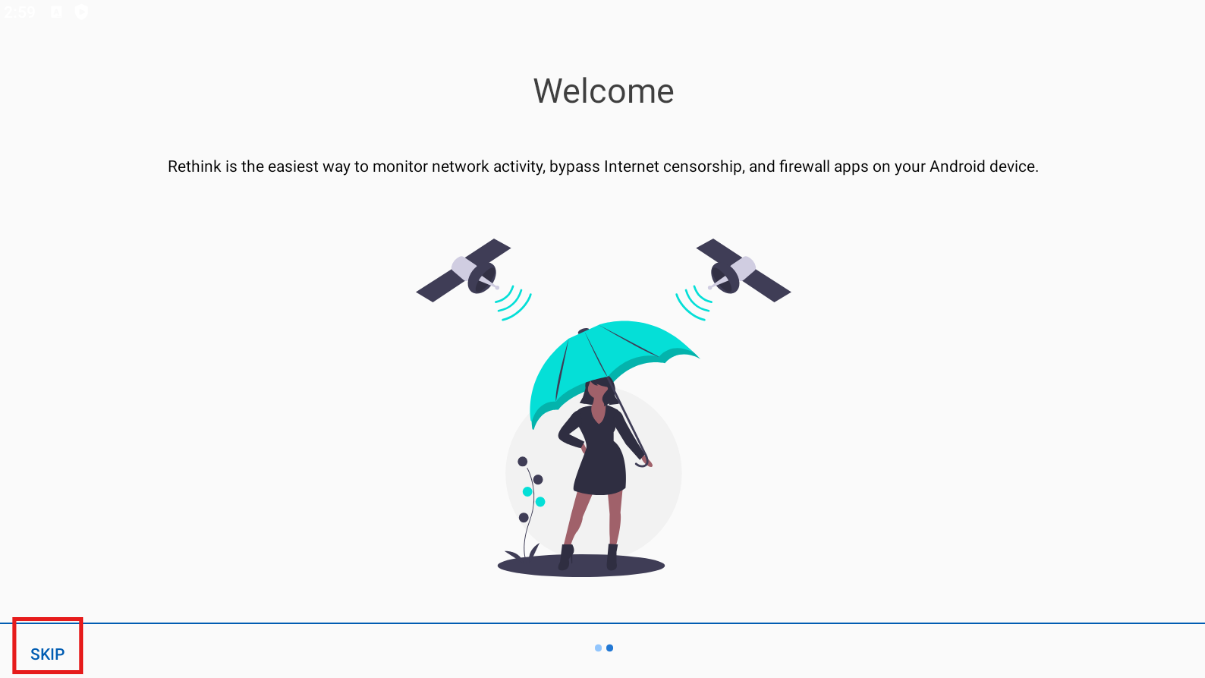 2:59
Welcome
Rethink is the easiest way to monitor network activity, bypass Internet censorship, and firewall apps on your Android device.
SKIP